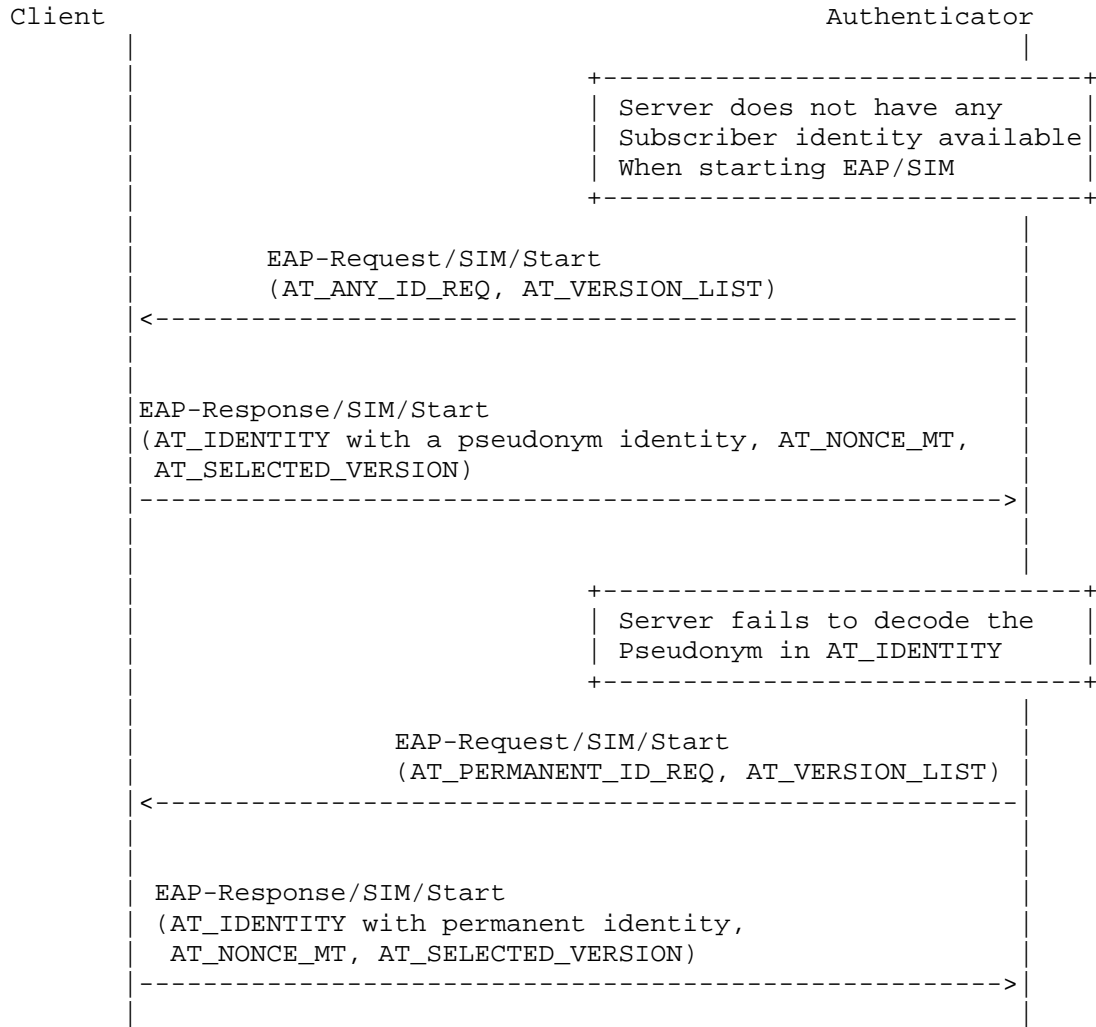 Client Authenticator
Server does not have any
Subscriber identity available
When starting EAP/SIM
EAP-Request/SIM/Start
(AT_ANY_ID_REQ, AT_VERSION_LIST)
EAP-Response/SIM/Start
(AT_IDENTITY with a pseudonym identity, AT_NONCE_MT,
AT_SELECTED_VERSION)
Server fails to decode the
Pseudonym in AT_IDENTITY
EAP-Request/SIM/Start
(AT_PERMANENT_ID_REQ, AT_VERSION_LIST)
EAP-Response/SIM/Start
(AT_IDENTITY with permanent identity,
AT_NONCE_MT, AT_SELECTED_VERSION)